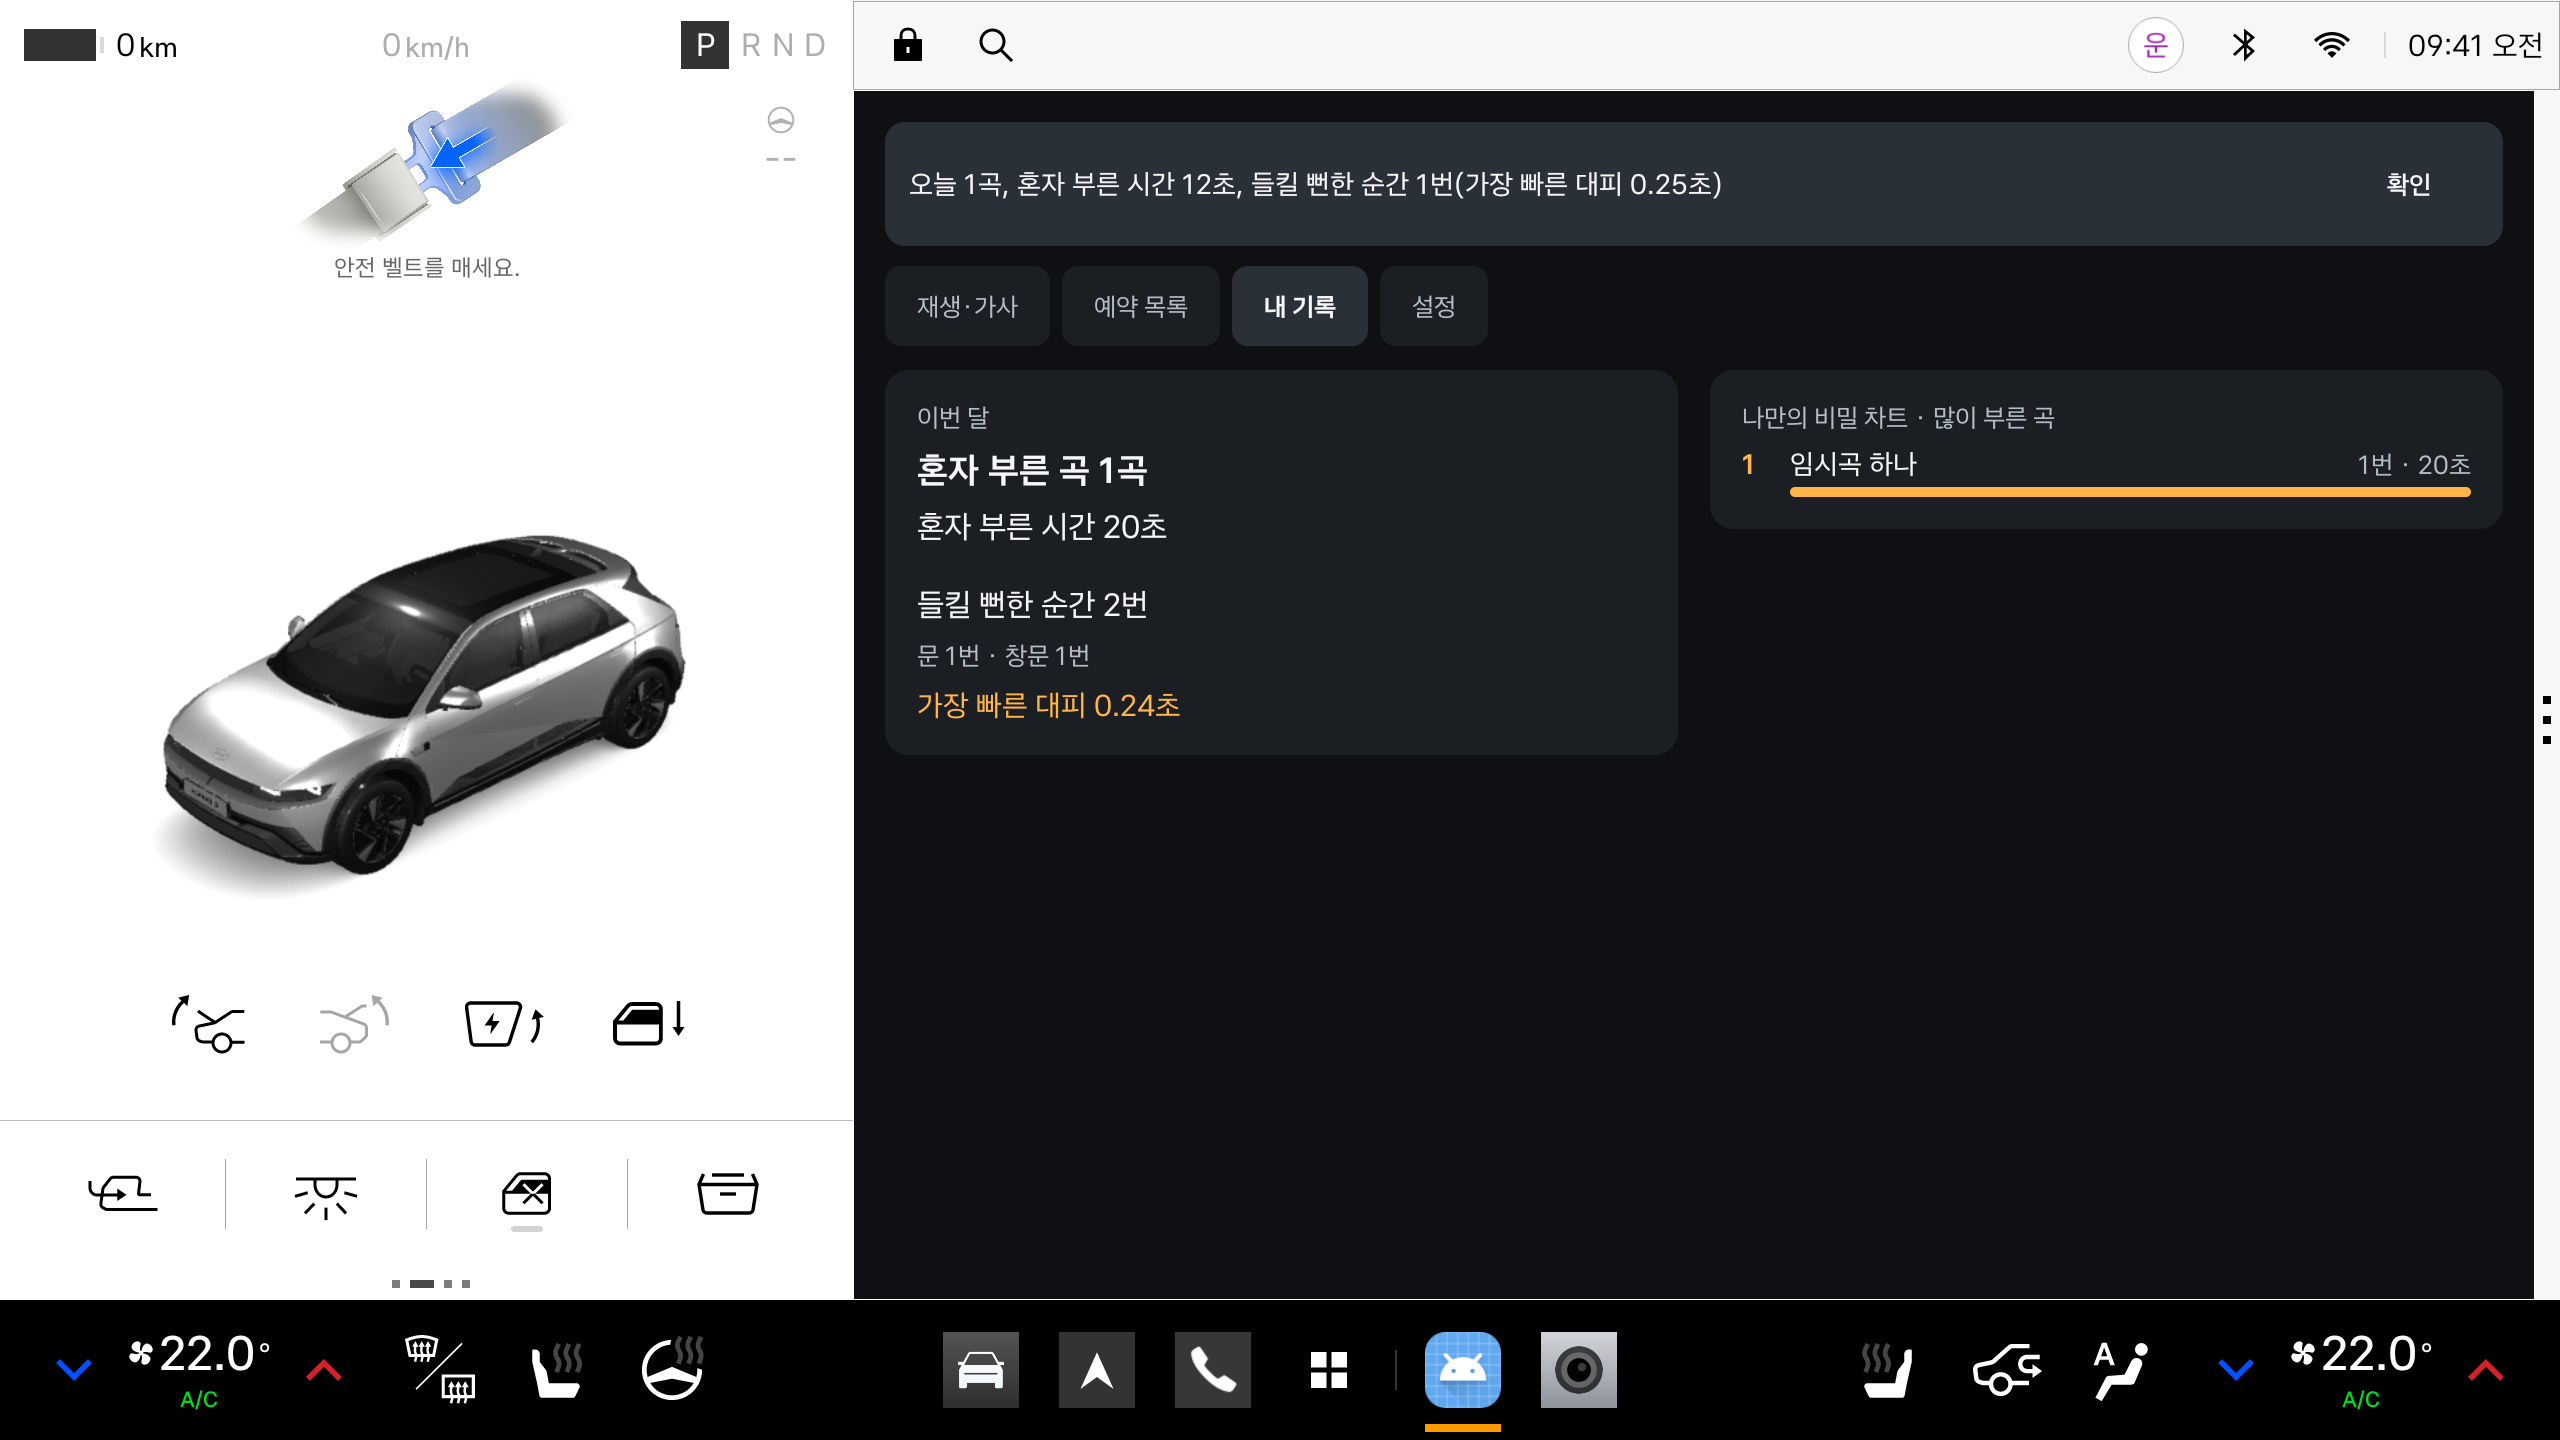 0 km
0 km/h
P R N D
운
09:41 오전
안전 벨트를 매세요.
오늘 1곡, 혼자 부른 시간 12초, 들킬 뻔한 순간 1번(가장 빠른 대피 0.25초)
확인
재생·가사
예약 목록
내 기록
설정
이번 달
혼자 부른 곡 1곡
혼자 부른 시간 20초
들킬 뻔한 순간 2번
문 1번 · 창문 1번
가장 빠른 대피 0.24초
나만의 비밀 차트 · 많이 부른 곡
1 임시곡 하나 1번 · 20초
22.0°
A/C
A
22.0°
A/C